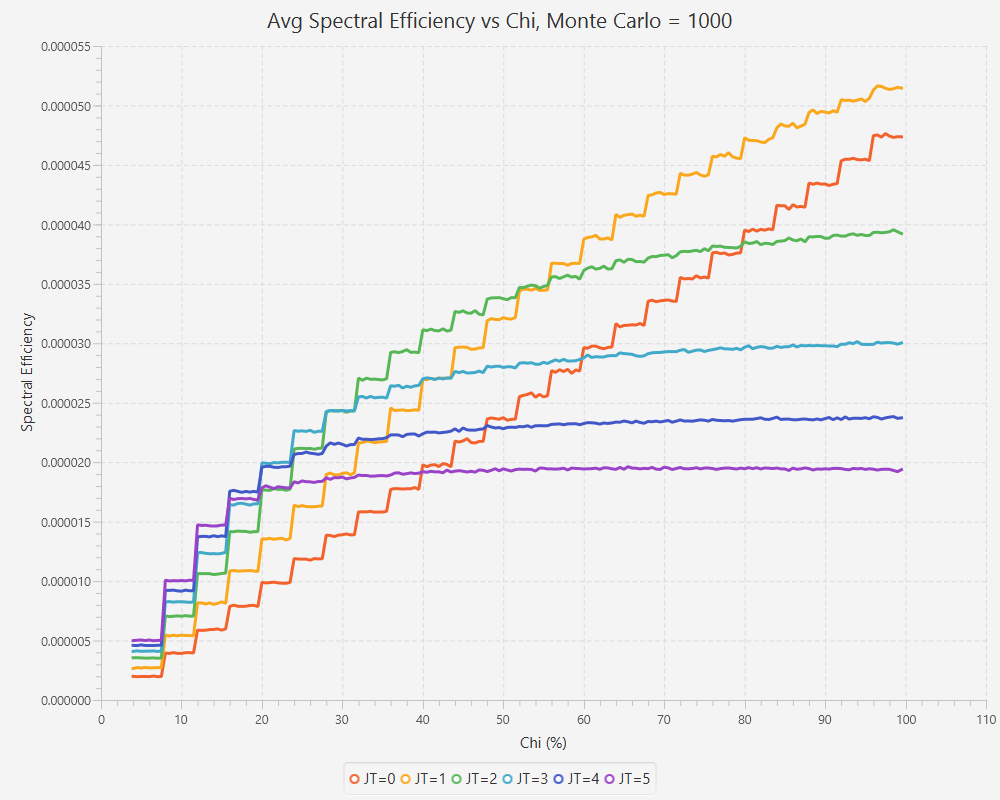 Avg Spectral Efficiency vs Chi, Monte Carlo = 1000
0.000055
0.000050
0.000045
0.000040
0.000035
0.000030
0.000025
0.000020
0.000015
0.000010
0.000005
0.000000
Spectral Efficiency
0 10 20 30 40 50 60 70 80 90 100 110
Chi (%)
JT=0 JT=1 JT=2 JT=3 JT=4 JT=5